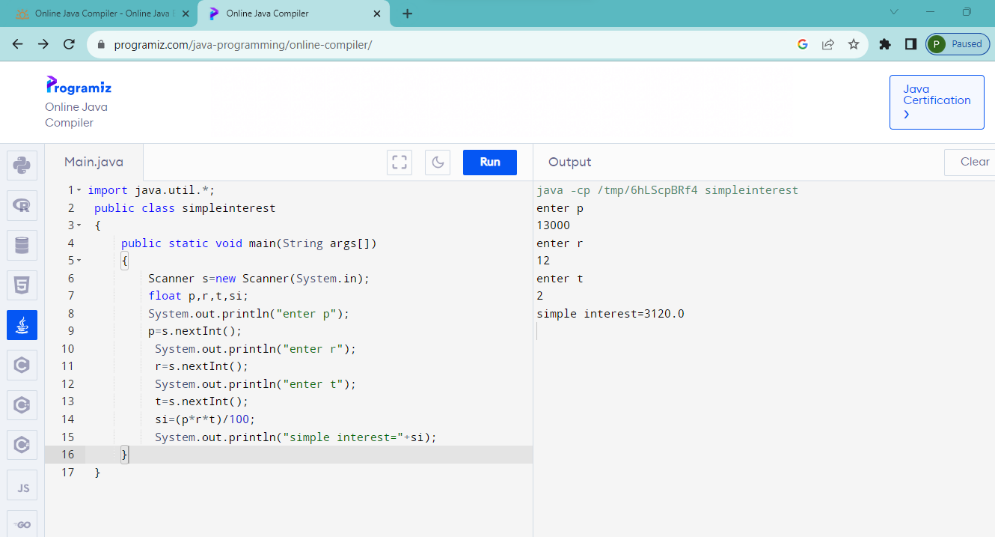 Online Java Compiler - Online Java
Online Java Compiler
programiz.com/java-programming/online-compiler/
G
P Paused
Programiz
Online Java
Compiler
Java
Certification
Main.java
Run
Output
Clear
1 import java.util.*;
2 public class simpleinterest
3 {
4 public static void main(String args[])
5 {
6 Scanner s=new Scanner(System.in);
7 float p,r,t,si;
8 System.out.println("enter p");
9 p=s.nextInt();
10 System.out.println("enter r");
11 r=s.nextInt();
12 System.out.println("enter t");
13 t=s.nextInt();
14 si=(p*r*t)/100;
15 System.out.println("simple interest="+si);
16 }
17 }
java -cp /tmp/6hLScpBRf4 simpleinterest
enter p
13000
enter r
12
enter t
2
simple interest=3120.0
R
5
C
C
C
JS
GO